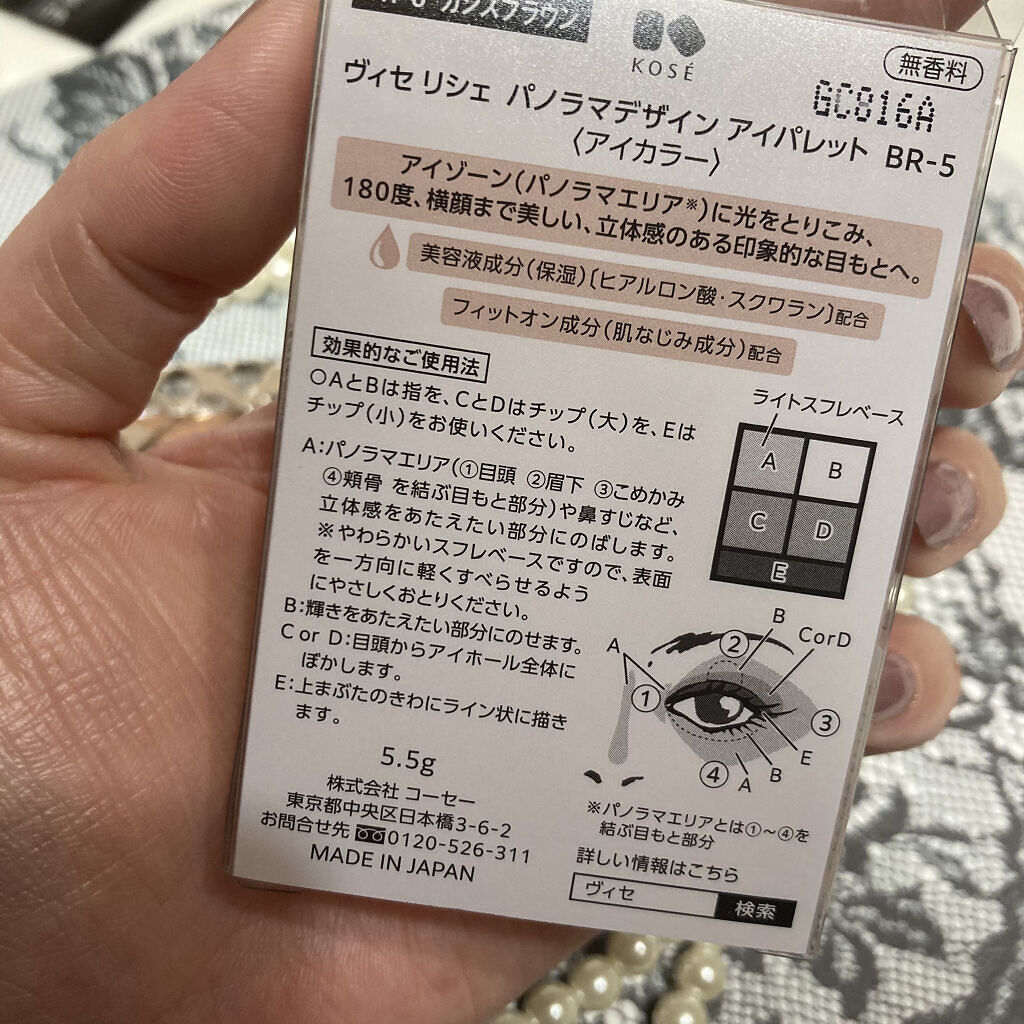 ブロンズブラウン
KOSÉ
無香料
GC816A
ヴィセ リシェ パノラマデザイン アイパレット BR-5
〈アイカラー〉
アイゾーン(パノラマエリア※)に光をとりこみ、
180度、横顔まで美しい、立体感のある印象的な目もとへ。
美容液成分(保湿)〔ヒアルロン酸・スクワラン〕配合
フィットオン成分(肌なじみ成分)配合
効果的なご使用法
○AとBは指を、CとDはチップ(大)を、Eは
チップ(小)をお使いください。
A:パノラマエリア(①目頭 ②眉下 ③こめかみ
④頬骨 を結ぶ目もと部分)や鼻すじなど、
立体感をあたえたい部分にのばします。
※やわらかいスフレベースですので、表面
を一方向に軽くすべらせるよう
にやさしくおとりください。
B:輝きをあたえたい部分にのせます。
C or D:目頭からアイホール全体に
ぼかします。
E:上まぶたのきわにライン状に描き
ます。
5.5g
株式会社 コーセー
東京都中央区日本橋3-6-2
お問合せ先 0120-526-311
MADE IN JAPAN
ライトスフレベース
A
B
C
D
E
B
CorD
A
②
①
③
E
④
A
B
※パノラマエリアとは①~④を
結ぶ目もと部分
詳しい情報はこちら
ヴィセ
検索